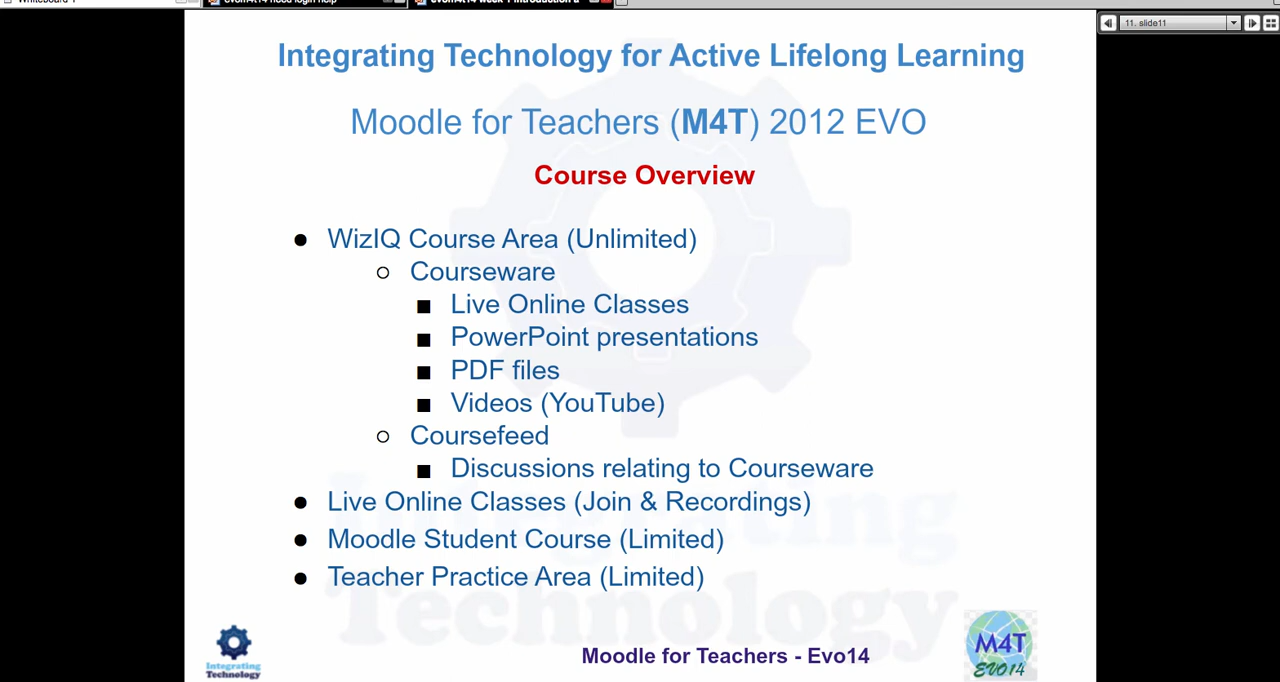 11. slide11
Integrating Technology for Active Lifelong Learning
Moodle for Teachers (M4T) 2012 EVO
Course Overview
● WizIQ Course Area (Unlimited)
○ Courseware
■ Live Online Classes
■ PowerPoint presentations
■ PDF files
■ Videos (YouTube)
○ Coursefeed
■ Discussions relating to Courseware
● Live Online Classes (Join & Recordings)
● Moodle Student Course (Limited)
● Teacher Practice Area (Limited)
Integrating
Technology
Integrating
Technology
Moodle for Teachers - Evo14
M4T
EVO14